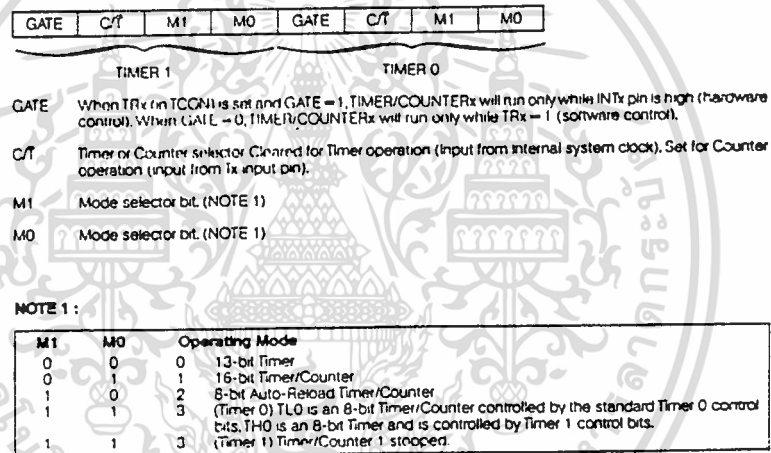 GATE C/T̅ M1 M0 GATE C/T̅ M1 M0
TIMER 1 TIMER 0
GATE When TRx (in TCON) is set and GATE = 1, TIMER/COUNTERx will run only while INTx pin is high (hardware
control). When GATE = 0, TIMER/COUNTERx will run only while TRx = 1 (software control).
C/T̅ Timer or Counter selector Cleared for Timer operation (input from internal system clock). Set for Counter
operation (input from Tx input pin).
M1 Mode selector bit. (NOTE 1)
M0 Mode selector bit. (NOTE 1)
NOTE 1 :
M1 M0 Operating Mode
0 0 0 13-bit Timer
0 1 1 16-bit Timer/Counter
1 0 2 8-bit Auto-Reload Timer/Counter
1 1 3 (Timer 0) TL0 is an 8-bit Timer/Counter controlled by the standard Timer 0 control
bits, TH0 is an 8-bit Timer and is controlled by Timer 1 control bits.
1 1 3 (Timer 1) Timer/Counter 1 stopped.